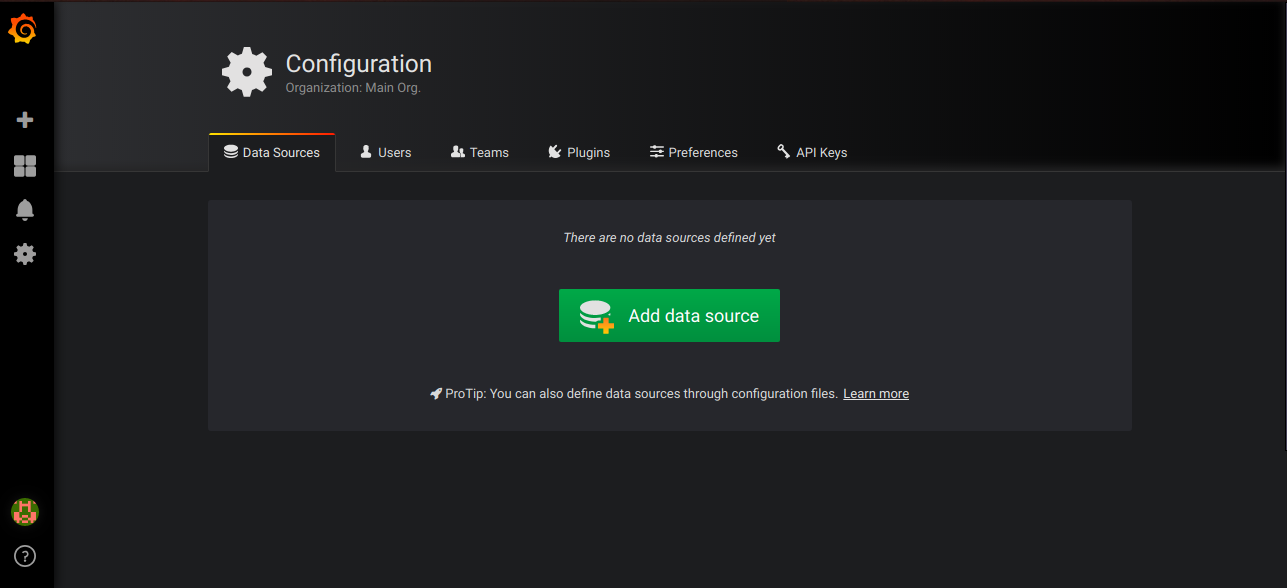 Configuration
Organization: Main Org.
Data Sources
Users
Teams
Plugins
Preferences
API Keys
There are no data sources defined yet
Add data source
ProTip: You can also define data sources through configuration files. Learn more
?